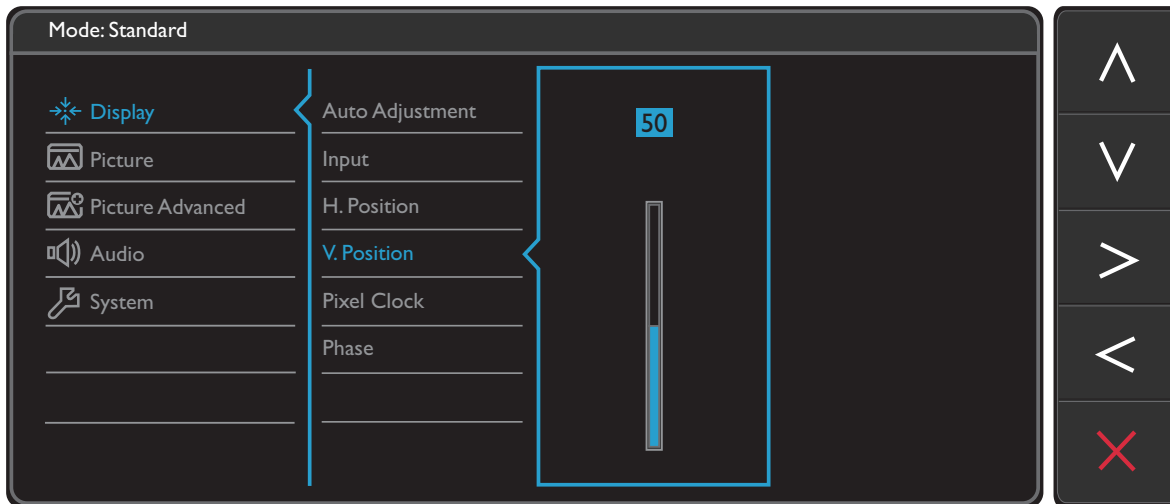 Mode: Standard
Display
Picture
Picture Advanced
Audio
System
Auto Adjustment
Input
H. Position
V. Position
Pixel Clock
Phase
50